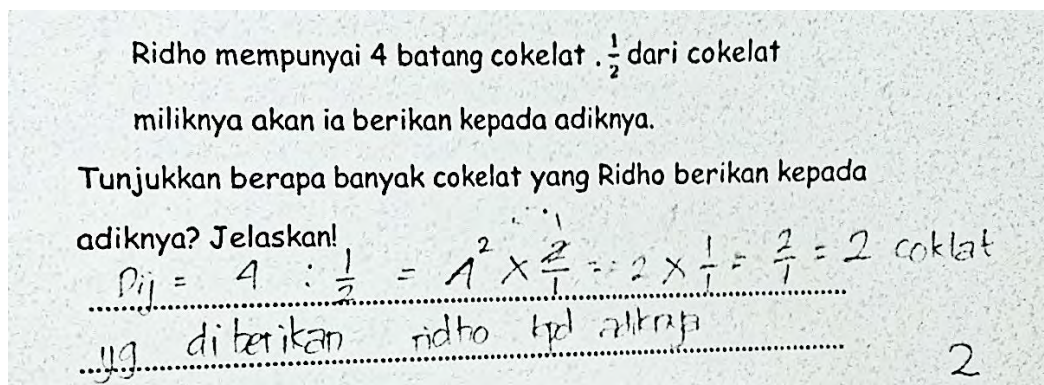 Ridho mempunyai 4 batang cokelat . 1/2 dari cokelat
miliknya akan ia berikan kepada adiknya.
Tunjukkan berapa banyak cokelat yang Ridho berikan kepada
adiknya? Jelaskan!
Dij = 4 : 1/2 = 4² × 2¹/1 = 2 × 1/1 = 2/1 = 2 coklat
yg diberikan ridho kpd adiknya
2